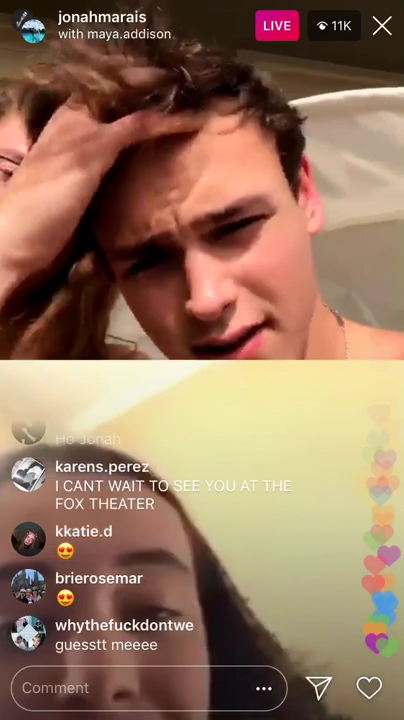 jonahmarais
with maya.addison
LIVE
11K
Ho Jonah
karens.perez
I CANT WAIT TO SEE YOU AT THE
FOX THEATER
kkatie.d
😍
brierosemar
😍
whythefuckdontwe
guesstt meeee
Comment